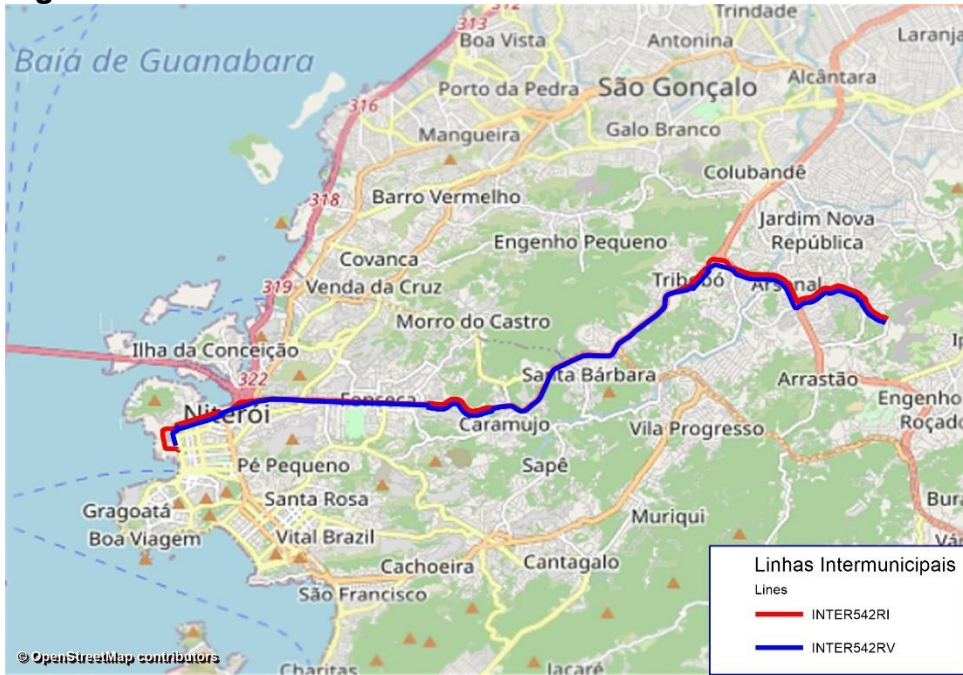 312
Trindade
313
Boa Vista
Antonina
Laranja
Baía de Guanabara
Alcântara
Porto da Pedra
São Gonçalo
316
Mangueira
Galo Branco
Colubandê
318
Barro Vermelho
Jardim Nova
República
Engenho Pequeno
Covanca
319
Venda da Cruz
Tribobó
Arsenal
Morro do Castro
Ilha da Conceição
322
Santa Bárbara
Arrastão
Fonseca
Engenho
Roçado
Niterói
Caramujo
Vila Progresso
Pé Pequeno
Sapê
Santa Rosa
Gragoatá
Muriqui
Boa Viagem
Vital Brazil
Cachoeira
Cantagalo
São Francisco
Charitas
Jacaré
Linhas Intermunicipais
Lines
INTER542RI
INTER542RV
© OpenStreetMap contributors